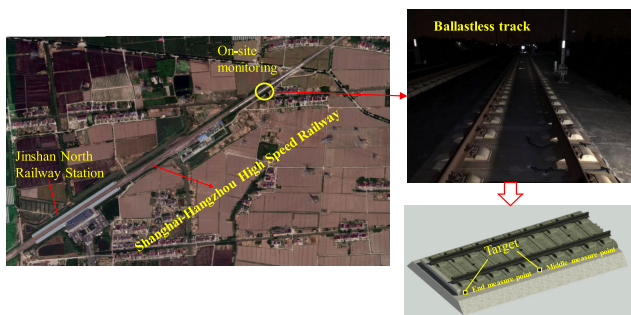 On-site
monitoring
Jinshan North
Railway Station
Shanghai-Hangzhou High Speed Railway
Ballastless track
Target
End measure point
Middle measure point